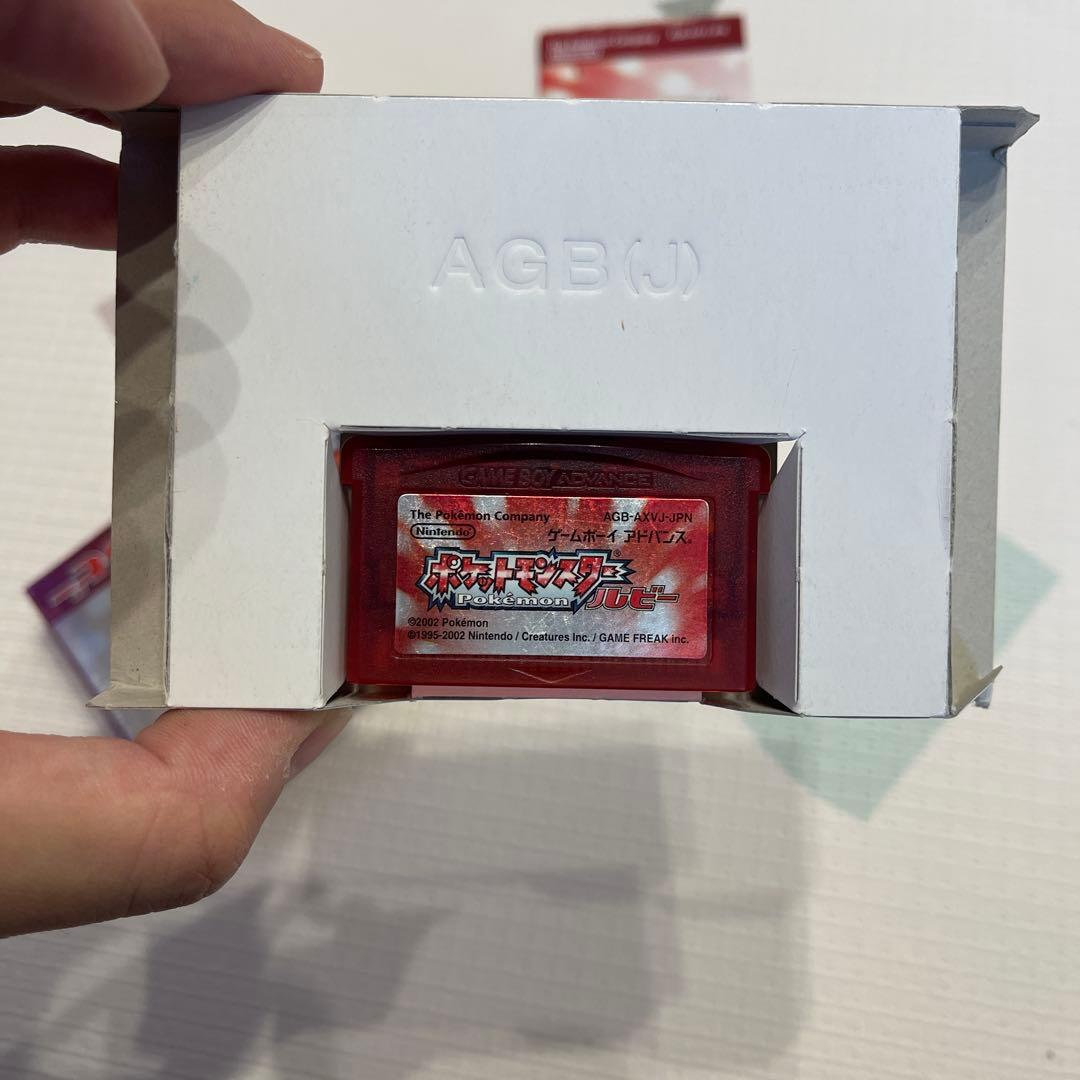 AGB(J)
GAME BOY ADVANCE
The Pokémon Company AGB-AXVJ-JPN
Nintendo® ゲームボーイ アドバンス®
ポケットモンスター®
Pokémon ルビー
©2002 Pokémon
©1995-2002 Nintendo / Creatures Inc. / GAME FREAK inc.